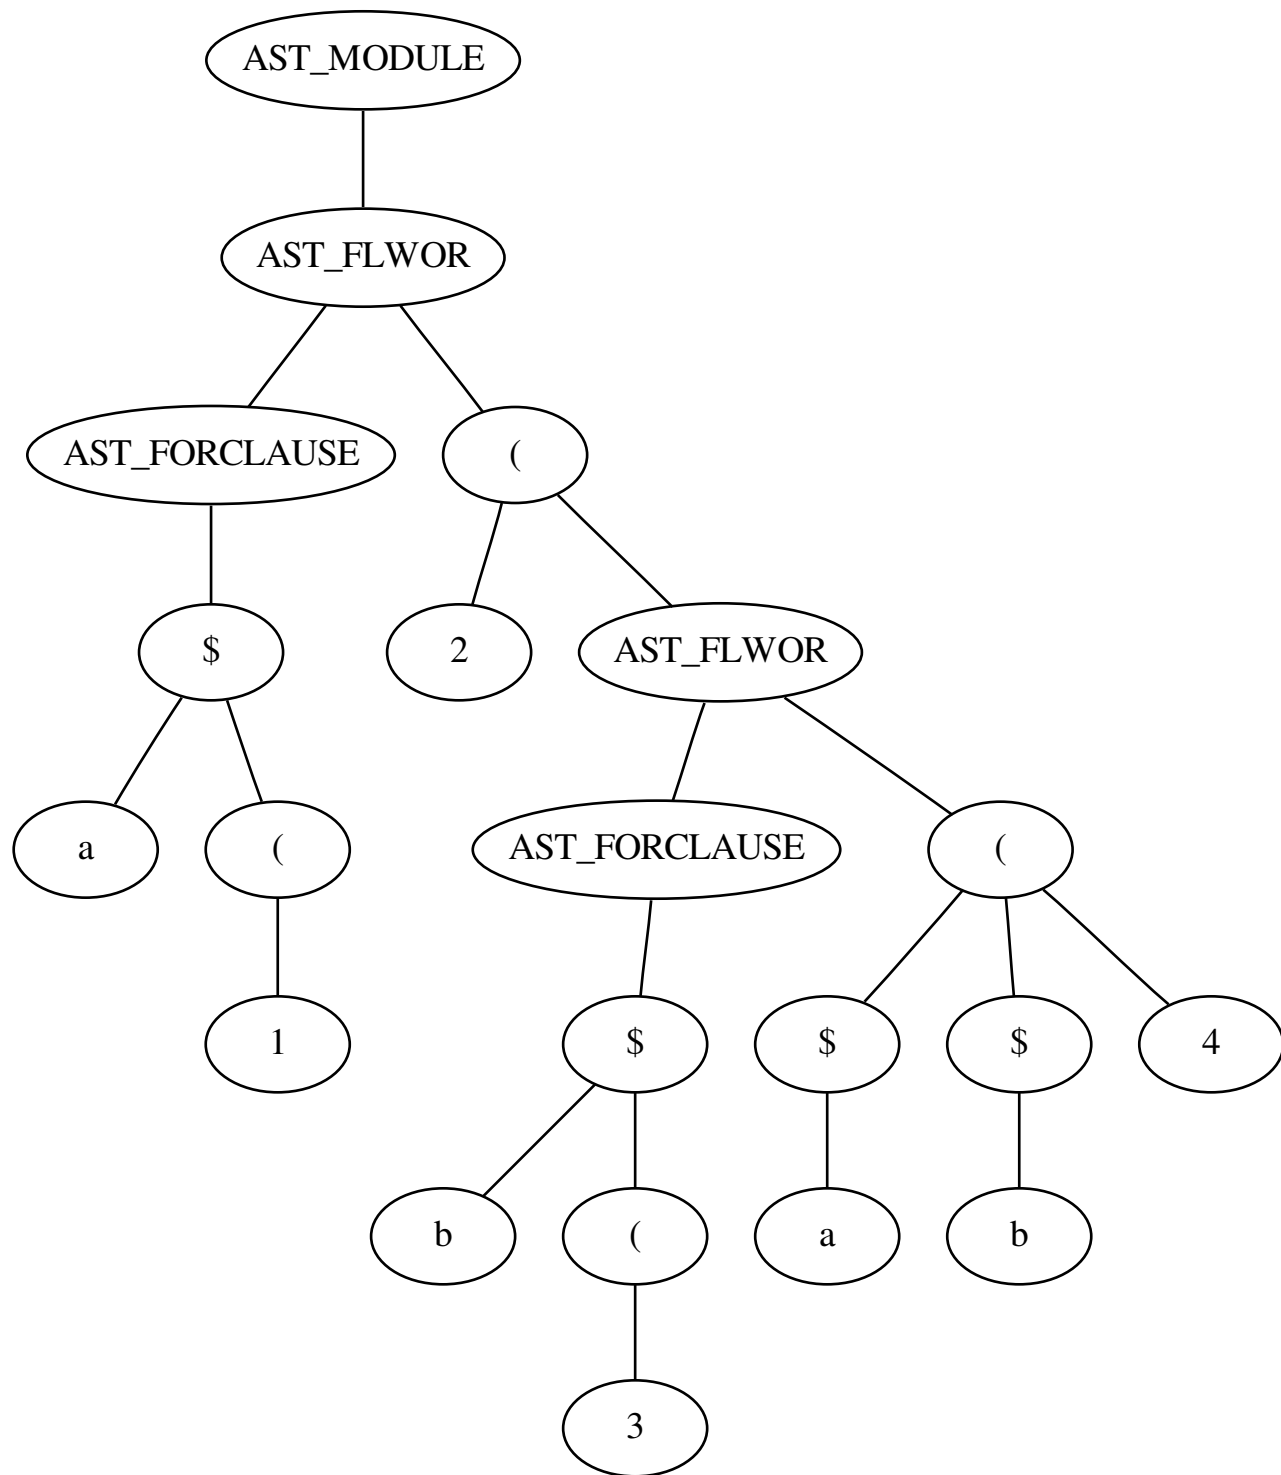 AST_MODULE
AST_FLWOR
AST_FORCLAUSE (
$ 2 AST_FLWOR
a ( AST_FORCLAUSE (
1 $ $ $ 4
b ( a b
3